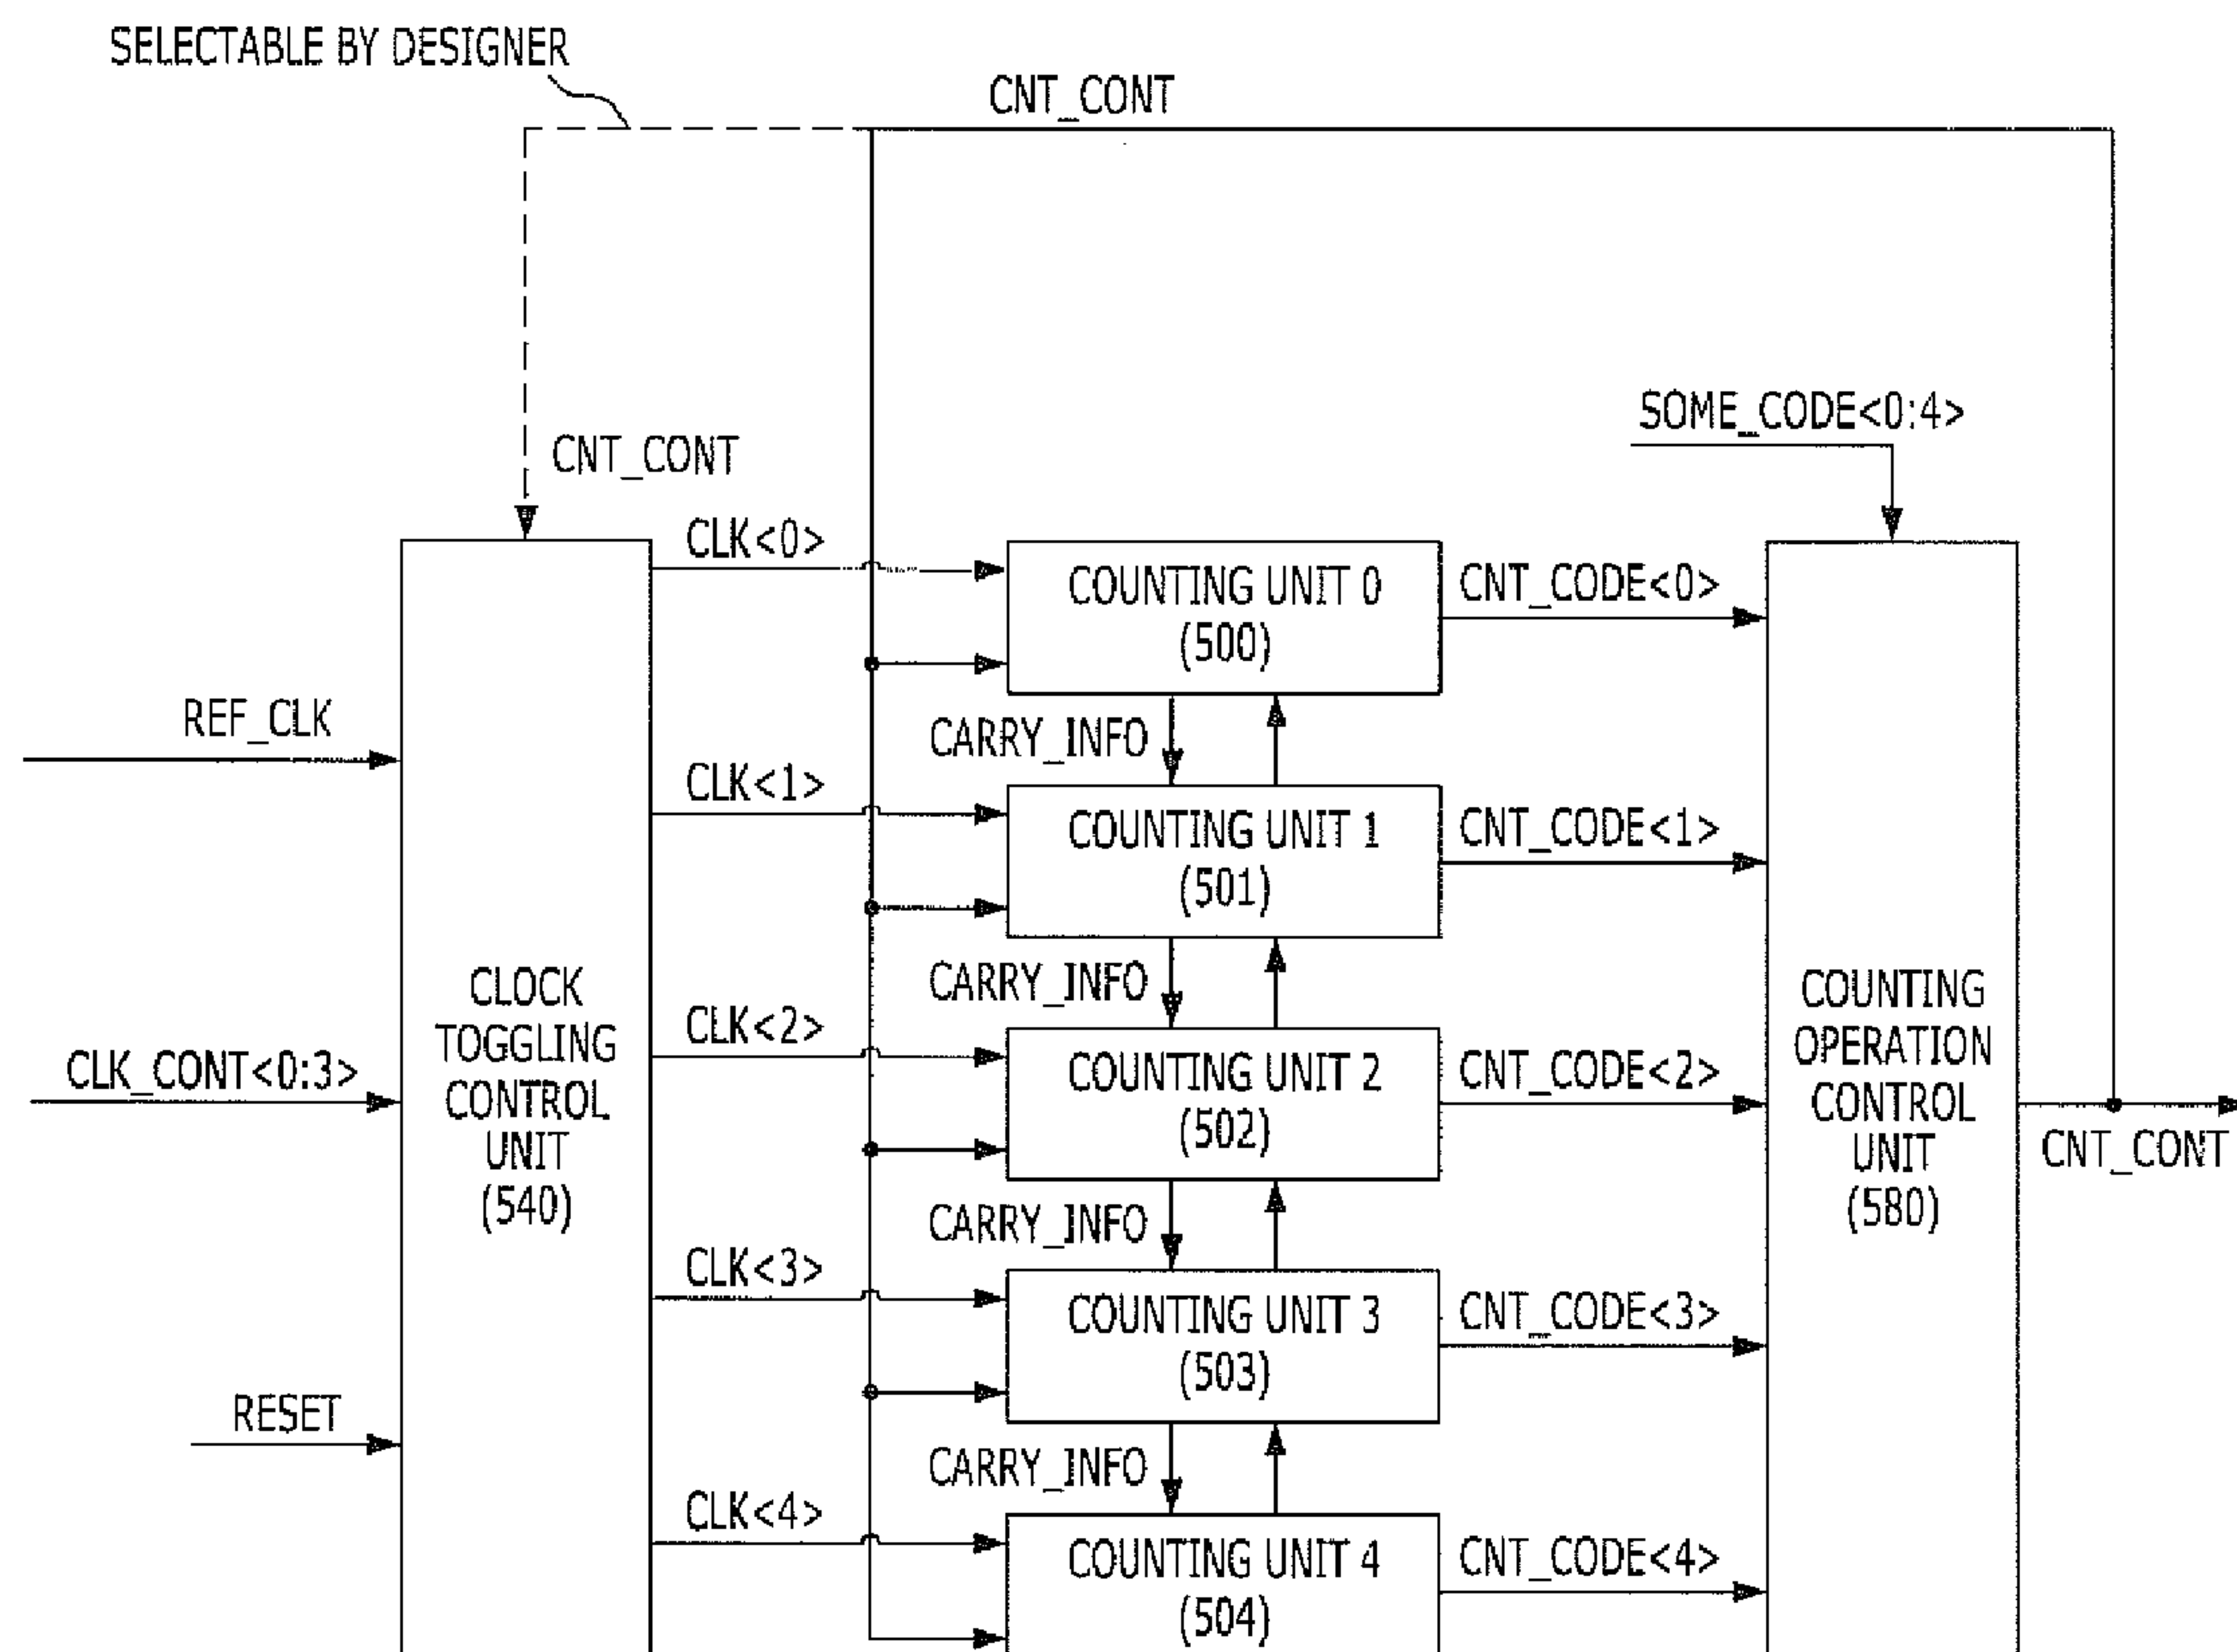 SELECTABLE BY DESIGNER
CNT_CONT
SOME_CODE<0:4>
CNT_CONT
CLK<0>
COUNTING UNIT 0
(500)
CNT_CODE<0>
REF_CLK
CARRY_INFO
CLK<1>
COUNTING UNIT 1
(501)
CNT_CODE<1>
CLOCK
TOGGLING
CONTROL
UNIT
(540)
CARRY_INFO
COUNTING
OPERATION
CONTROL
UNIT
(580)
CLK<2>
COUNTING UNIT 2
(502)
CNT_CODE<2>
CLK_CONT<0:3>
CNT_CONT
CARRY_INFO
CLK<3>
COUNTING UNIT 3
(503)
CNT_CODE<3>
RESET
CARRY_INFO
CLK<4>
COUNTING UNIT 4
(504)
CNT_CODE<4>